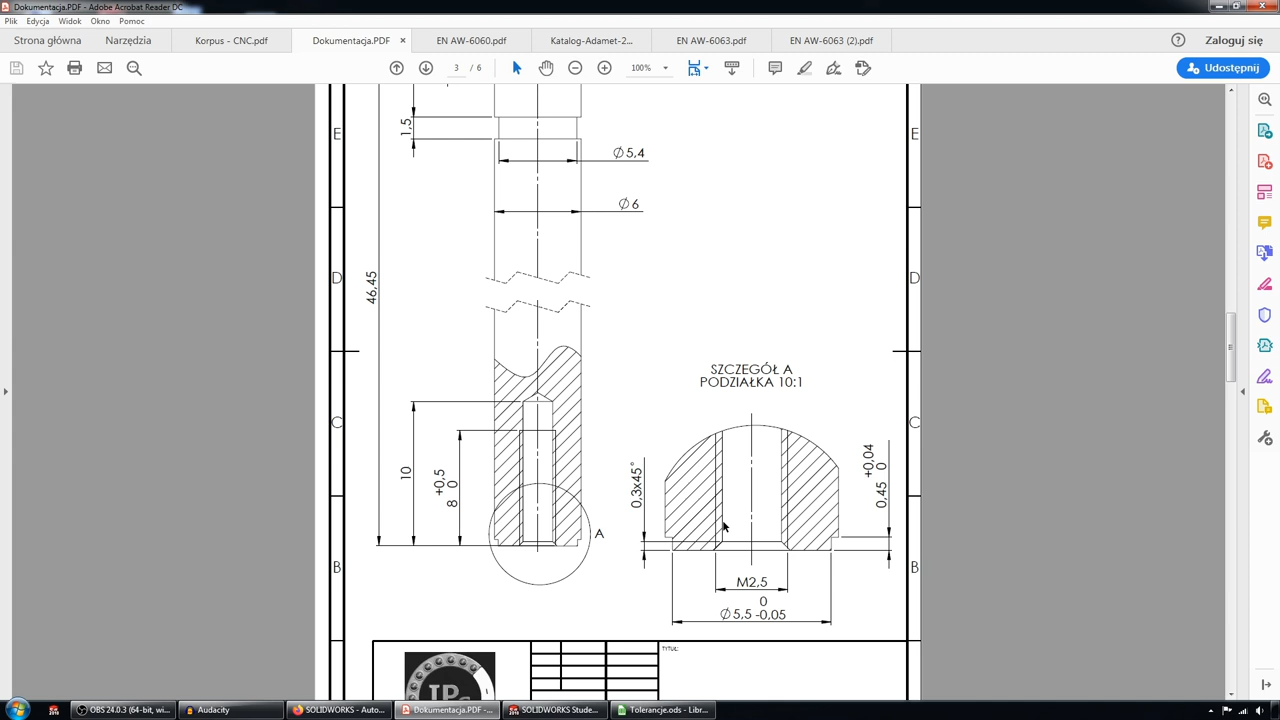 Dokumentacja.PDF - Adobe Acrobat Reader DC
Plik Edycja Widok Okno Pomoc
Strona główna Narzędzia Korpus - CNC.pdf Dokumentacja.PDF × EN AW-6060.pdf Katalog-Adamet-2... EN AW-6063.pdf EN AW-6063 (2).pdf Zaloguj się
3 / 6 100% Udostępnij
E E
1,5
∅5,4
∅6
D D
46,45
SZCZEGÓŁ A
PODZIAŁKA 10:1
C C
10
+0,5
8 0
0,3x45°
+0,04
0,45 0
A
B B
M2,5
0
∅5,5 -0,05
TYTUŁ:
OBS 24.0.3 (64-bit, wi... Audacity SOLIDWORKS - Auto... Dokumentacja.PDF -... SOLIDWORKS Stude... Tolerancje.ods - Libr...